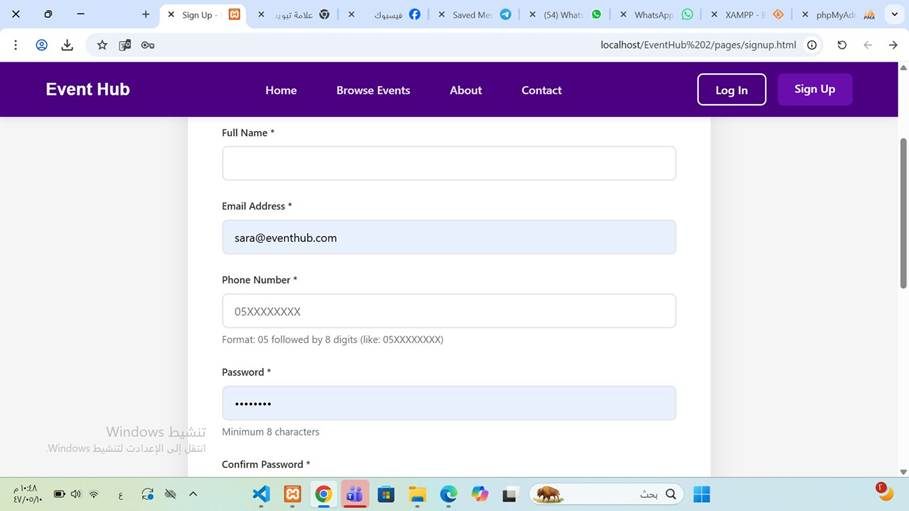 Sign Up -
علامة تبويب
فيسبوك
Saved Mes
(54) Whats
WhatsApp
XAMPP - E
phpMyAd
localhost/EventHub%202/pages/signup.html
Event Hub
Home
Browse Events
About
Contact
Log In
Sign Up
Full Name *
Email Address *
sara@eventhub.com
Phone Number *
05XXXXXXXX
Format: 05 followed by 8 digits (like: 05XXXXXXXX)
Password *
••••••••
Minimum 8 characters
Confirm Password *
تنشيط Windows
انتقل إلى الإعدادات لتنشيط Windows.
١٠:٤٨ م
٤٧/٠٥/١٠
ع
بحث